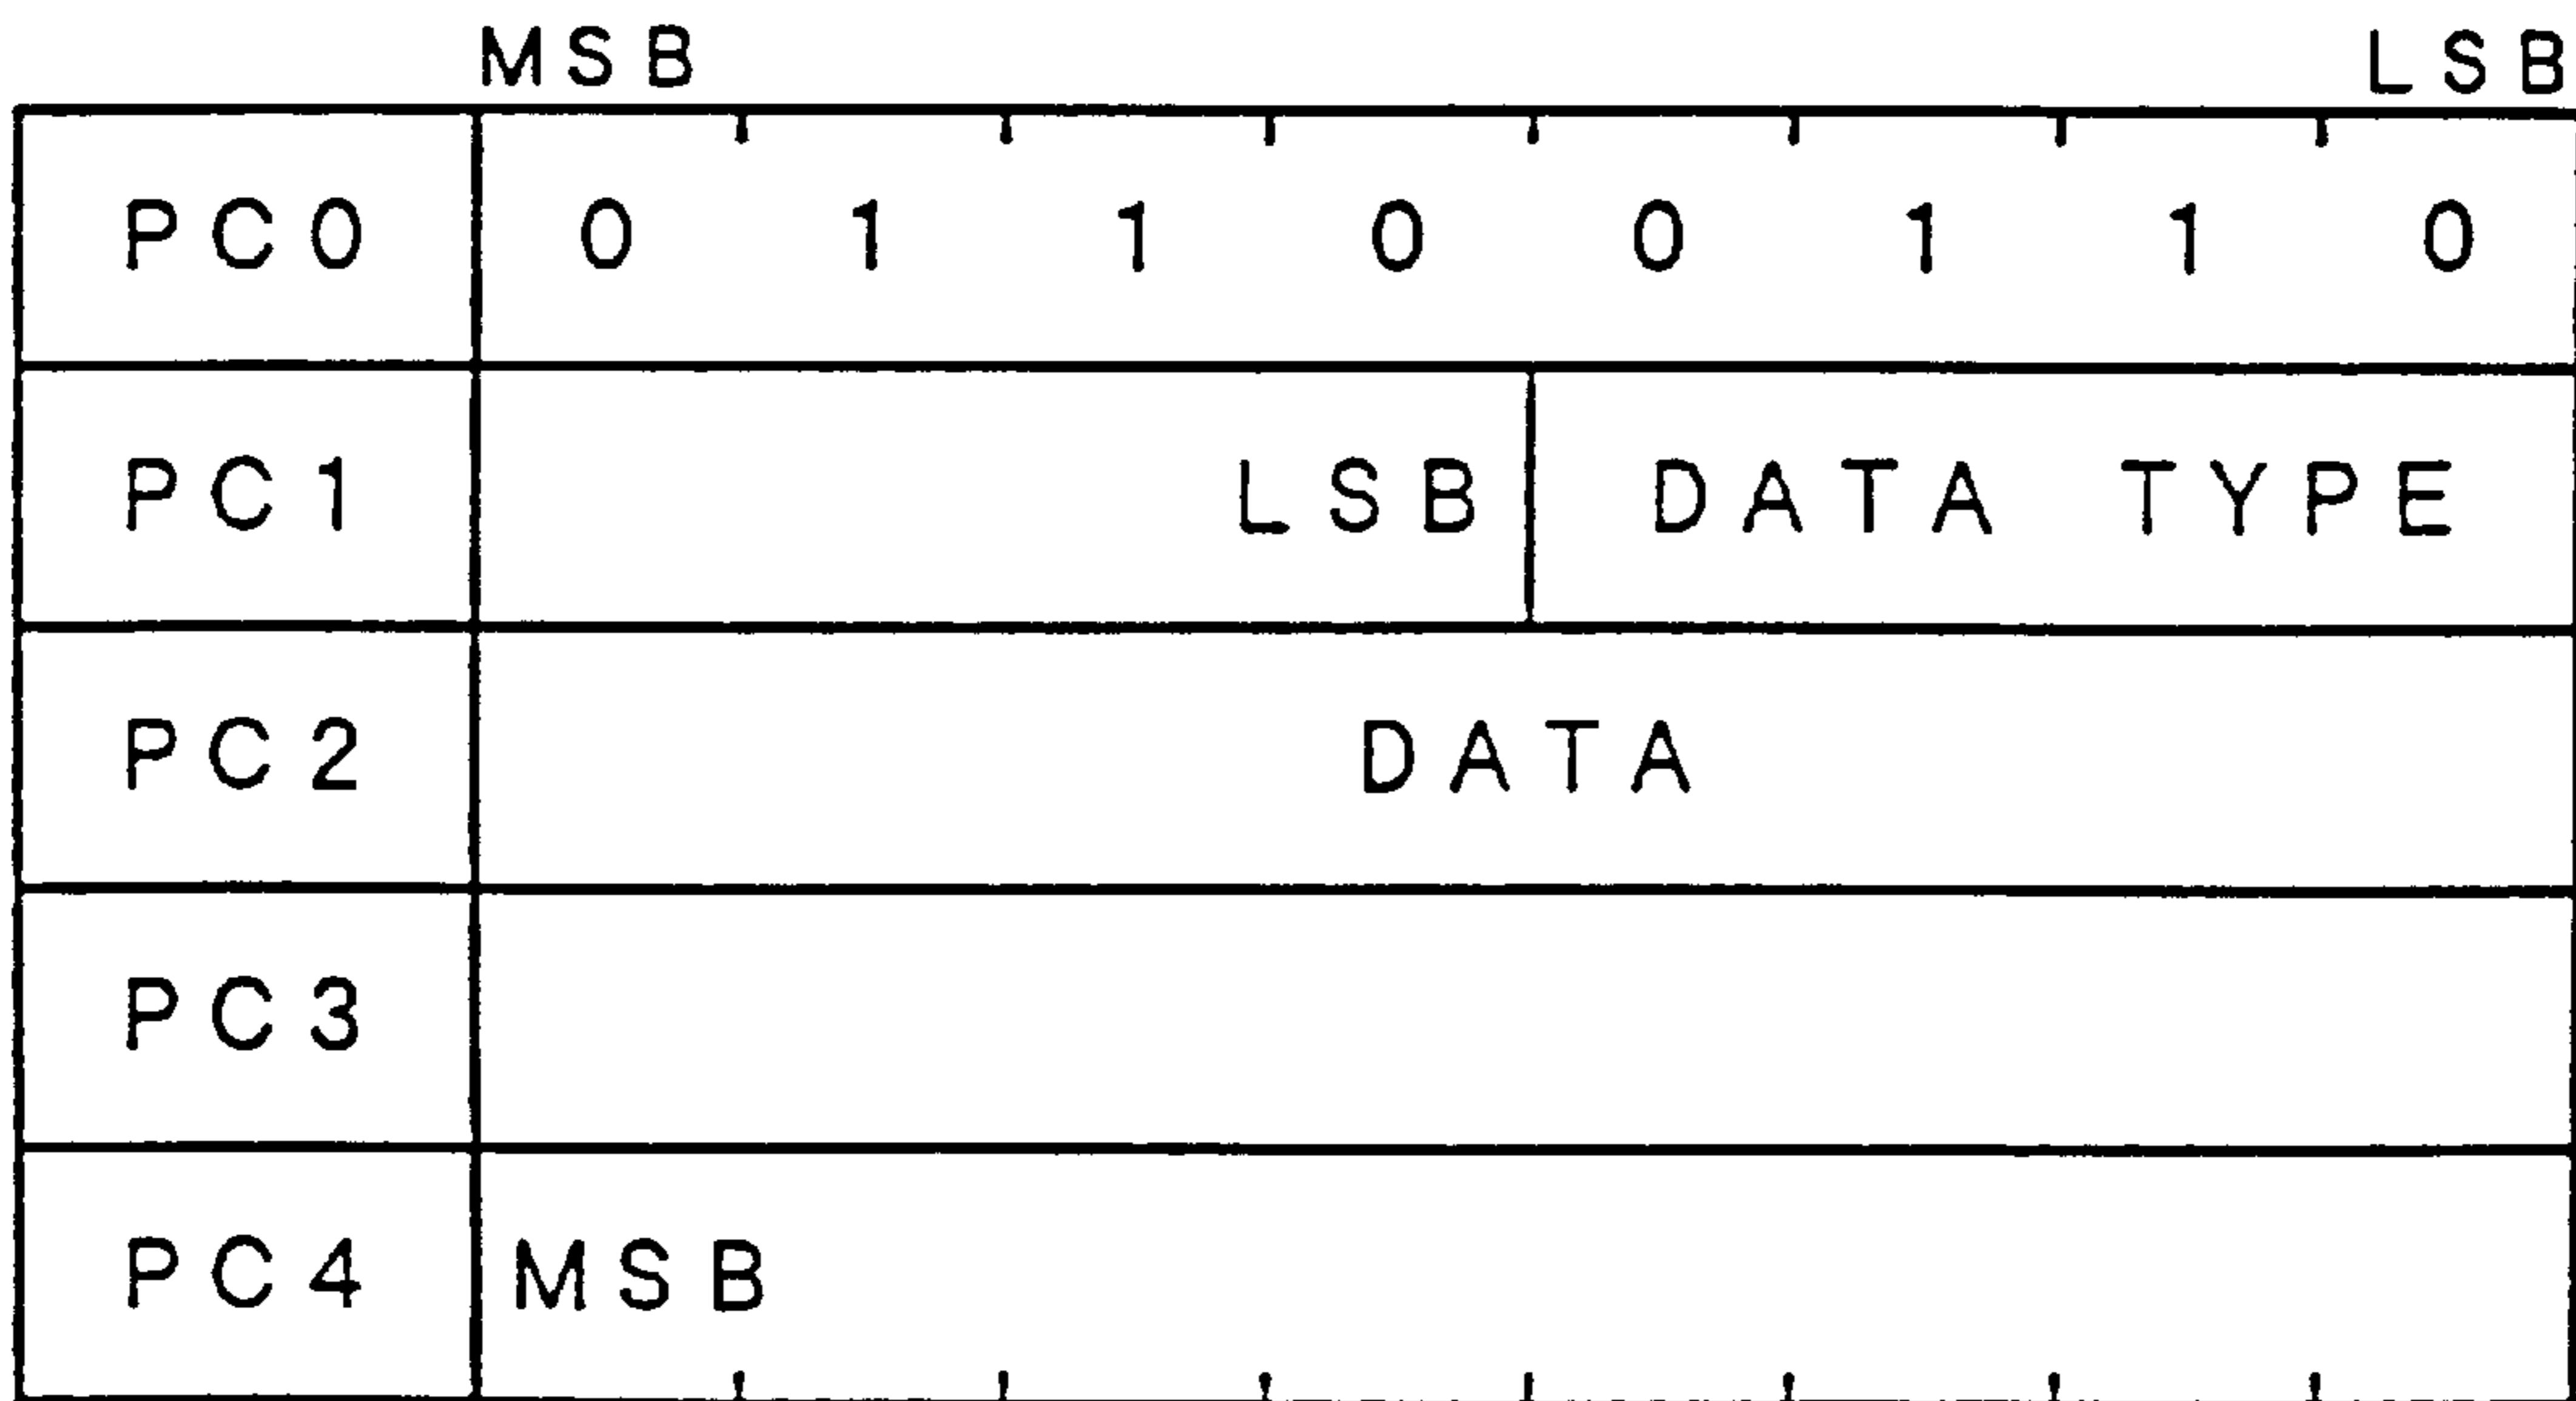 MSB LSB
PC0 0 1 1 0 0 1 1 0
PC1 LSB DATA TYPE
PC2 DATA
PC3
PC4 MSB